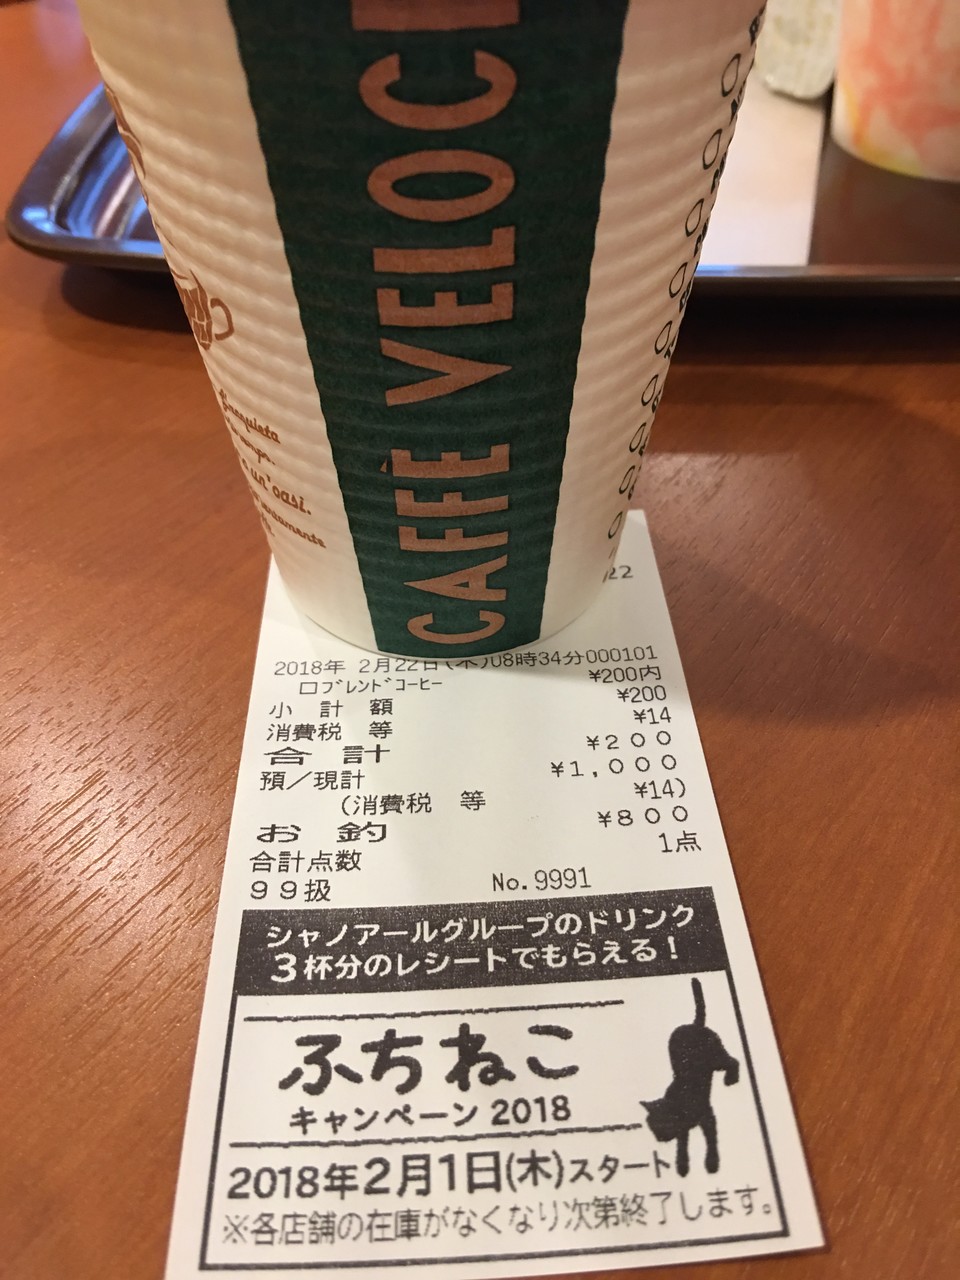 CAFFÈ VELOC
un'oasi.
22
2018年 2月22日(木)08時34分000101
ロブレンドコーヒー ¥200内
小 計 額 ¥200
消費税 等 ¥14
合 計 ¥200
預/現計 ¥1,000
(消費税 等 ¥14)
お 釣 ¥800
合計点数 1点
99扱 No.9991
シャノアールグループのドリンク
3杯分のレシートでもらえる!
ふちねこ
キャンペーン 2018
2018年2月1日(木)スタート
※各店舗の在庫がなくなり次第終了します。